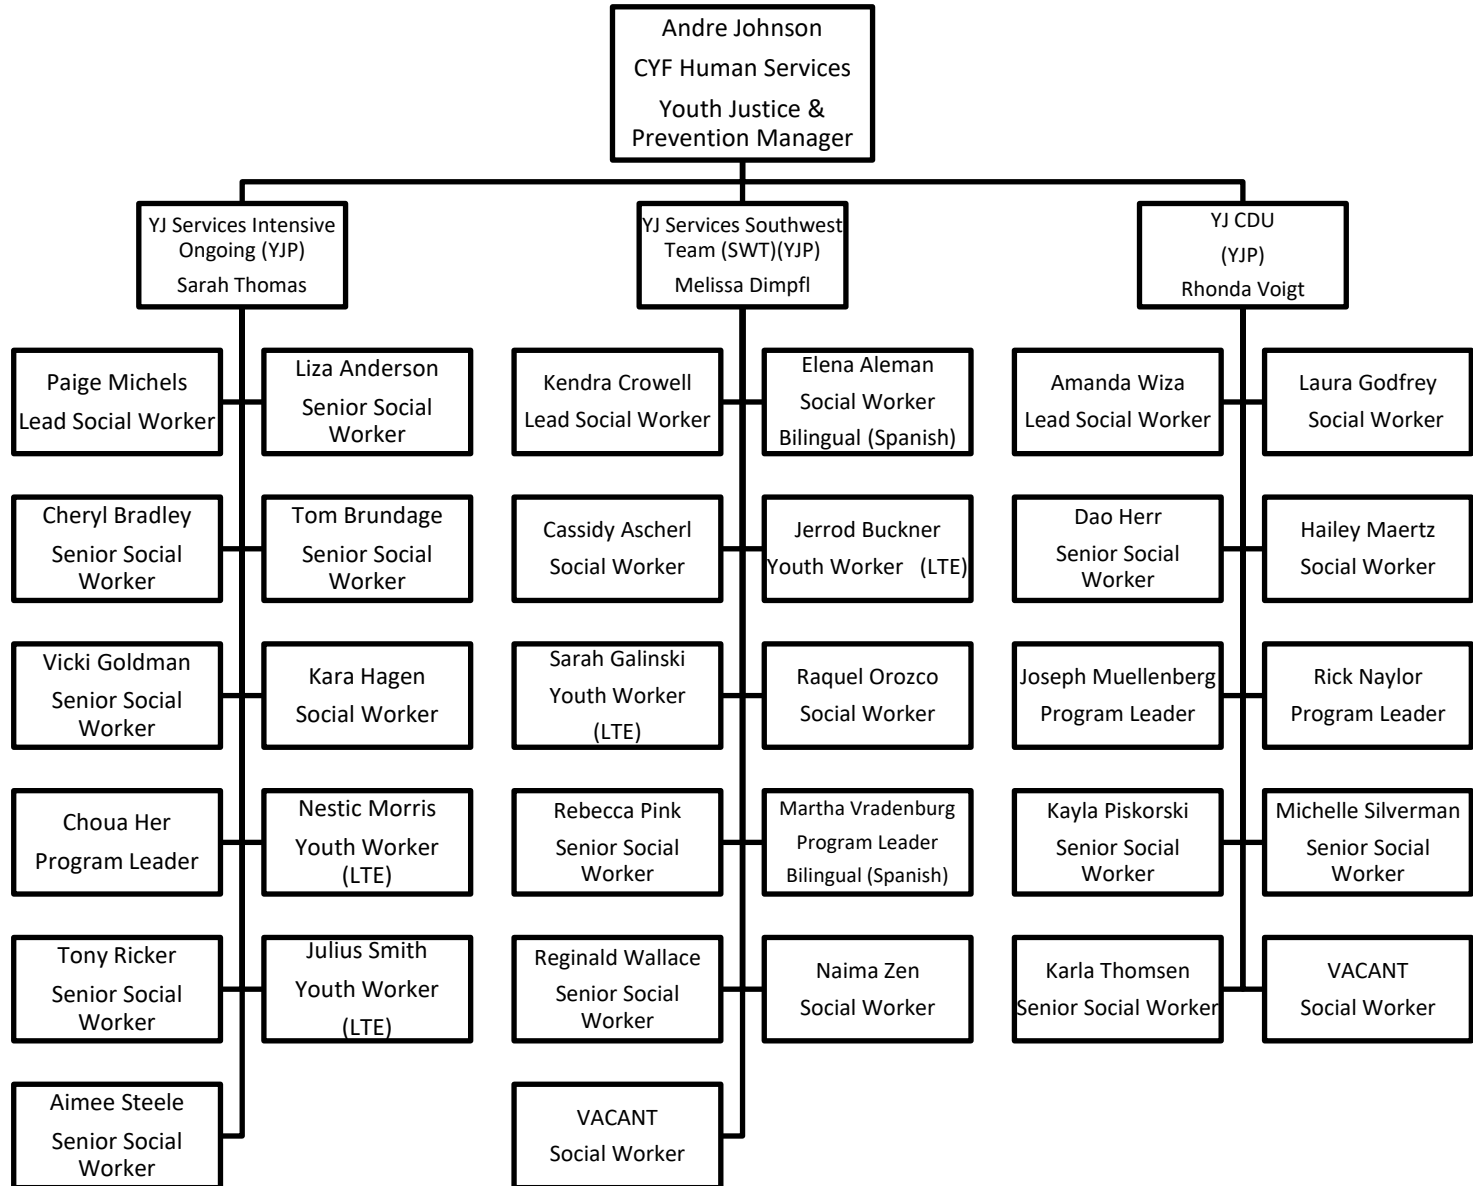 Andre Johnson
CYF Human Services
Youth Justice &
Prevention Manager
YJ Services Intensive
Ongoing (YJP)
Sarah Thomas
YJ Services Southwest
Team (SWT)(YJP)
Melissa Dimpfl
YJ CDU
(YJP)
Rhonda Voigt
Paige Michels
Lead Social Worker
Liza Anderson
Senior Social
Worker
Kendra Crowell
Lead Social Worker
Elena Aleman
Social Worker
Bilingual (Spanish)
Amanda Wiza
Lead Social Worker
Laura Godfrey
Social Worker
Cheryl Bradley
Senior Social
Worker
Tom Brundage
Senior Social
Worker
Cassidy Ascherl
Social Worker
Jerrod Buckner
Youth Worker (LTE)
Dao Herr
Senior Social
Worker
Hailey Maertz
Social Worker
Vicki Goldman
Senior Social
Worker
Kara Hagen
Social Worker
Sarah Galinski
Youth Worker
(LTE)
Raquel Orozco
Social Worker
Joseph Muellenberg
Program Leader
Rick Naylor
Program Leader
Choua Her
Program Leader
Nestic Morris
Youth Worker
(LTE)
Rebecca Pink
Senior Social
Worker
Martha Vradenburg
Program Leader
Bilingual (Spanish)
Kayla Piskorski
Senior Social
Worker
Michelle Silverman
Senior Social
Worker
Tony Ricker
Senior Social
Worker
Julius Smith
Youth Worker
(LTE)
Reginald Wallace
Senior Social
Worker
Naima Zen
Social Worker
Karla Thomsen
Senior Social Worker
VACANT
Social Worker
Aimee Steele
Senior Social
Worker
VACANT
Social Worker